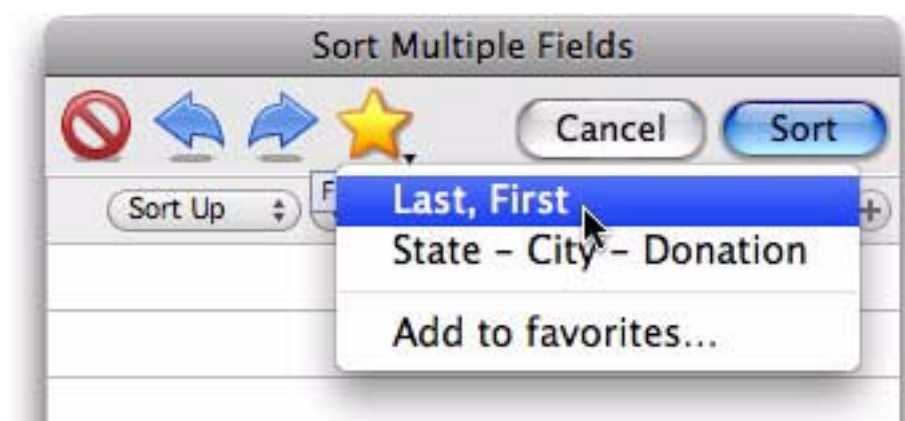 Sort Multiple Fields
Cancel Sort
Sort Up
Last, First
State – City – Donation
Add to favorites...